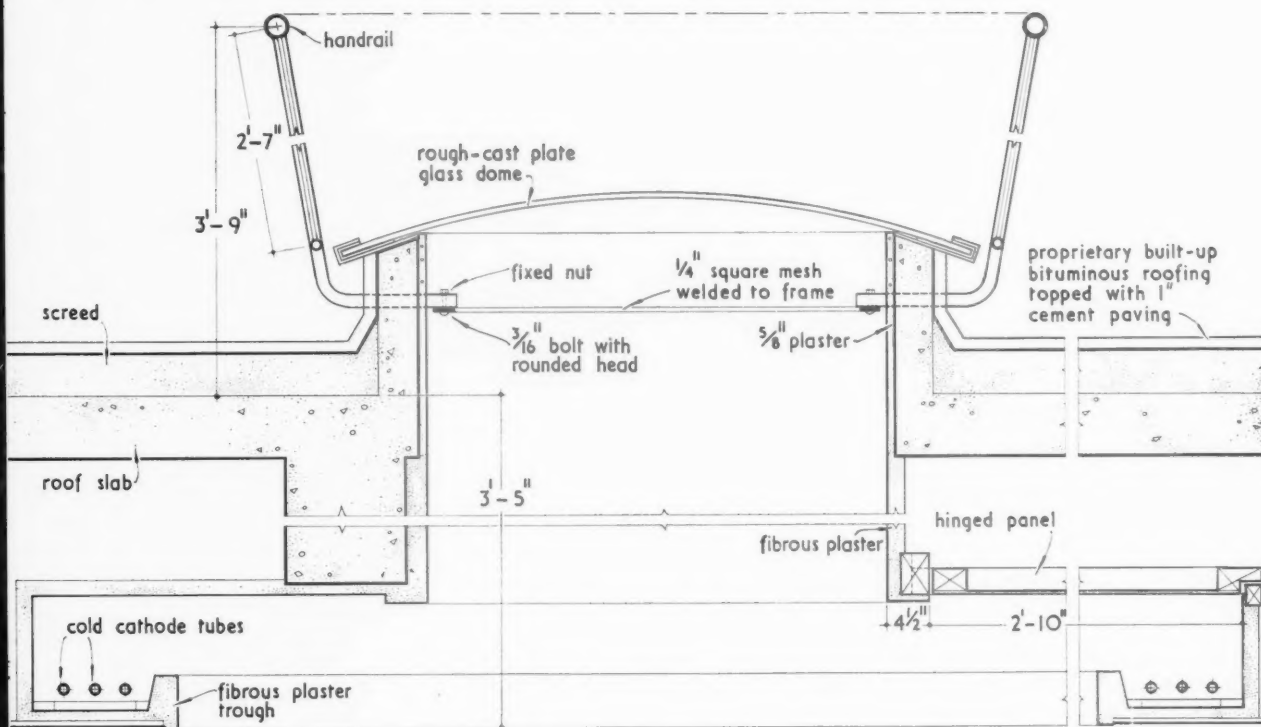 handrail
2'-7"
rough-cast plate
glass dome
3'-9"
fixed nut
1/4" square mesh
welded to frame
proprietary built-up
bituminous roofing
topped with 1"
cement paving
screed
3/16" bolt with
rounded head
5/8" plaster
roof slab
3'-5"
hinged panel
fibrous plaster
cold cathode tubes
4½"
2'-10"
fibrous plaster
trough